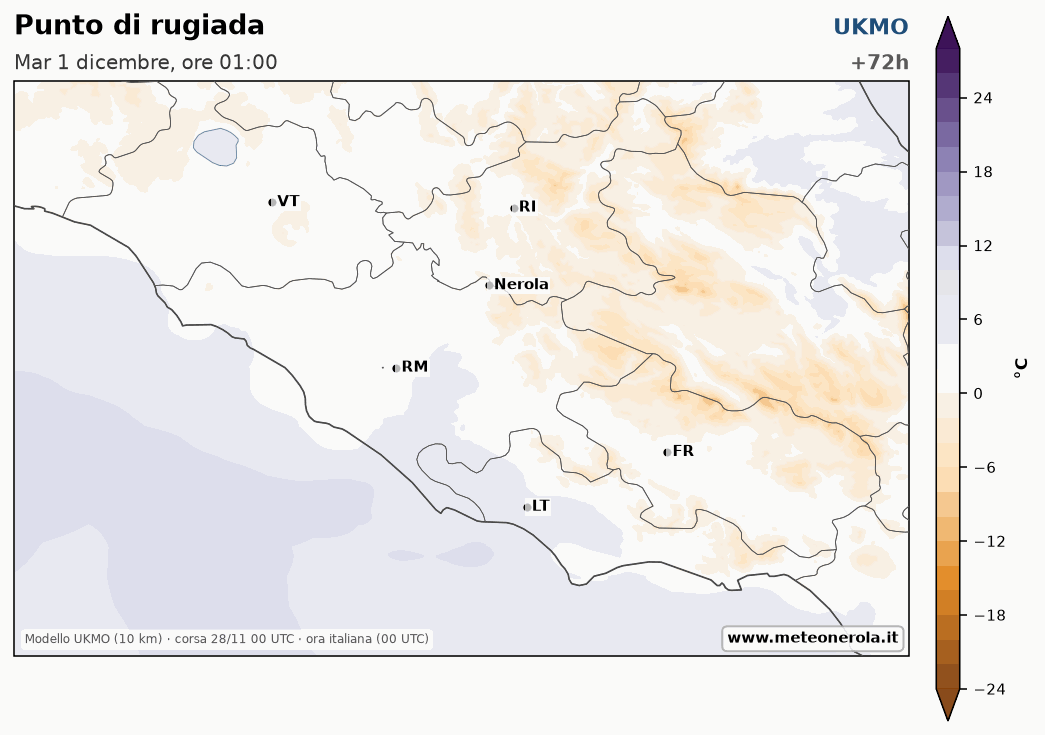 Punto di rugiada
UKMO
Mar 1 dicembre, ore 01:00
+72h
VT
RI
Nerola
RM
FR
LT
24
18
12
6
0
−6
−12
−18
−24
°C
Modello UKMO (10 km) · corsa 28/11 00 UTC · ora italiana (00 UTC)
www.meteonerola.it